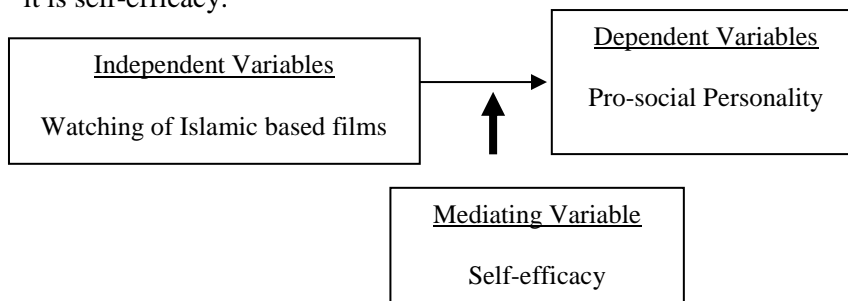 it is self-efficacy.
Independent Variables
Watching of Islamic based films
Dependent Variables
Pro-social Personality
Mediating Variable
Self-efficacy